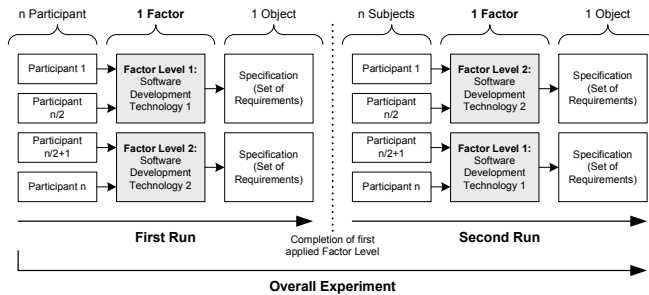 n Participant
1 Factor
1 Object
n Subjects
1 Factor
1 Object
Participant 1
Participant
n/2
Participant
n/2+1
Participant n
Factor Level 1:
Software
Development
Technology 1
Factor Level 2:
Software
Development
Technology 2
Specification
(Set of
Requirements)
Specification
(Set of
Requirements)
Participant 1
Participant
n/2
Participant
n/2+1
Participant n
Factor Level 2:
Software
Development
Technology 2
Factor Level 1:
Software
Development
Technology 1
Specification
(Set of
Requirements)
Specification
(Set of
Requirements)
First Run
Completion of first
applied Factor Level
Second Run
Overall Experiment